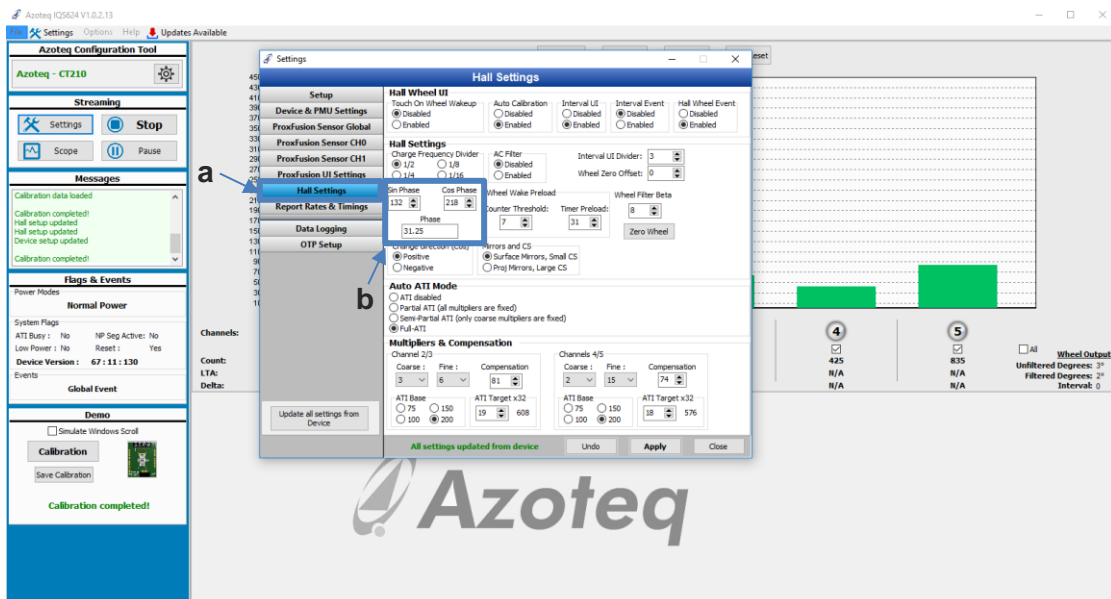 Azoteq IQS624 V1.0.2.13
File Settings Options Help Updates Available
Azoteq Configuration Tool
Azoteq - CT210
Streaming
Settings Stop
Scope Pause
Messages
Calibration data loaded
Calibration completed!
Hall setup updated
Hall setup updated
Device setup updated
Calibration completed!
Flags & Events
Power Modes
Normal Power
System Flags
ATI Busy : No NP Seg Active: No
Low Power : No Reset : Yes
Device Version : 67 : 11 : 130
Events
Global Event
Demo
Simulate Windows Scroll
Calibration
Save Calibration
Calibration completed!
a
b
Settings
Hall Settings
Setup
Device & PMU Settings
ProxFusion Sensor Global
ProxFusion Sensor CH0
ProxFusion Sensor CH1
ProxFusion UI Settings
Hall Settings
Report Rates & Timings
Data Logging
OTP Setup
Update all settings from
Device
Hall Wheel UI
Touch On Wheel Wakeup Auto Calibration Interval UI Interval Event Hall Wheel Event
Disabled Disabled Disabled Disabled Disabled
Enabled Enabled Enabled Enabled Enabled
Hall Settings
Charge Frequency Divider AC Filter Interval UI Divider: 3
1/2 1/8 Disabled
1/4 1/16 Enabled Wheel Zero Offset: 0
Sin Phase Cos Phase Wheel Wake Preload Wheel Filter Beta
132 218 Counter Threshold: Timer Preload: 8
Phase 7 31
31.25 Zero Wheel
Change direction (Cos) Mirrors and CS
Positive Surface Mirrors, Small CS
Negative Proj Mirrors, Large CS
Auto ATI Mode
ATI disabled
Partial ATI (all multipliers are fixed)
Semi-Partial ATI (only coarse multipliers are fixed)
Full-ATI
Multipliers & Compensation
Channel 2/3 Channels 4/5
Coarse : Fine : Compensation Coarse : Fine : Compensation
3 6 81 2 15 74
ATI Base ATI Target x32 ATI Base ATI Target x32
75 150 19 608 75 150 18 576
100 200 100 200
All settings updated from device Undo Apply Close
Channels: 4 5
All Wheel Output
Count: 425 835 Unfiltered Degrees: 3°
LTA: N/A N/A Filtered Degrees: 2°
Delta: N/A N/A Interval: 0
Azoteq